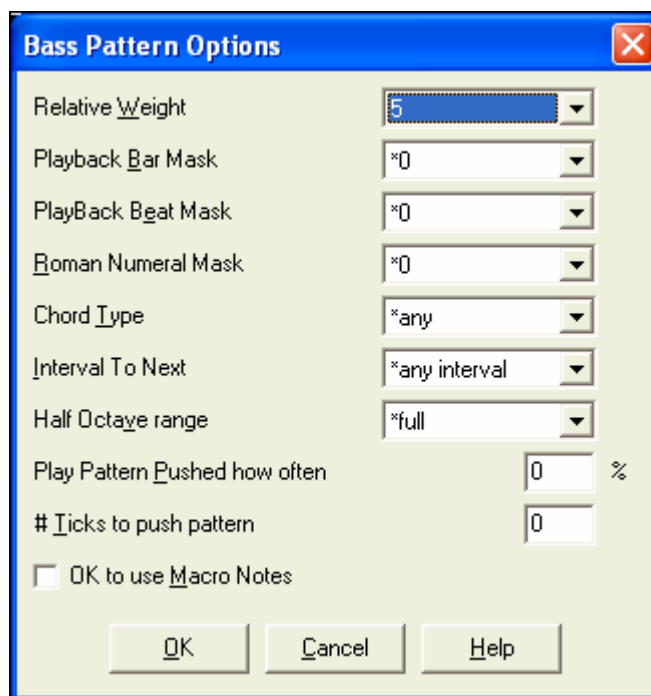 Bass Pattern Options
Relative Weight 5
Playback Bar Mask *0
PlayBack Beat Mask *0
Roman Numeral Mask *0
Chord Type *any
Interval To Next *any interval
Half Octave range *full
Play Pattern Pushed how often 0 %
# Ticks to push pattern 0
OK to use Macro Notes
OK Cancel Help